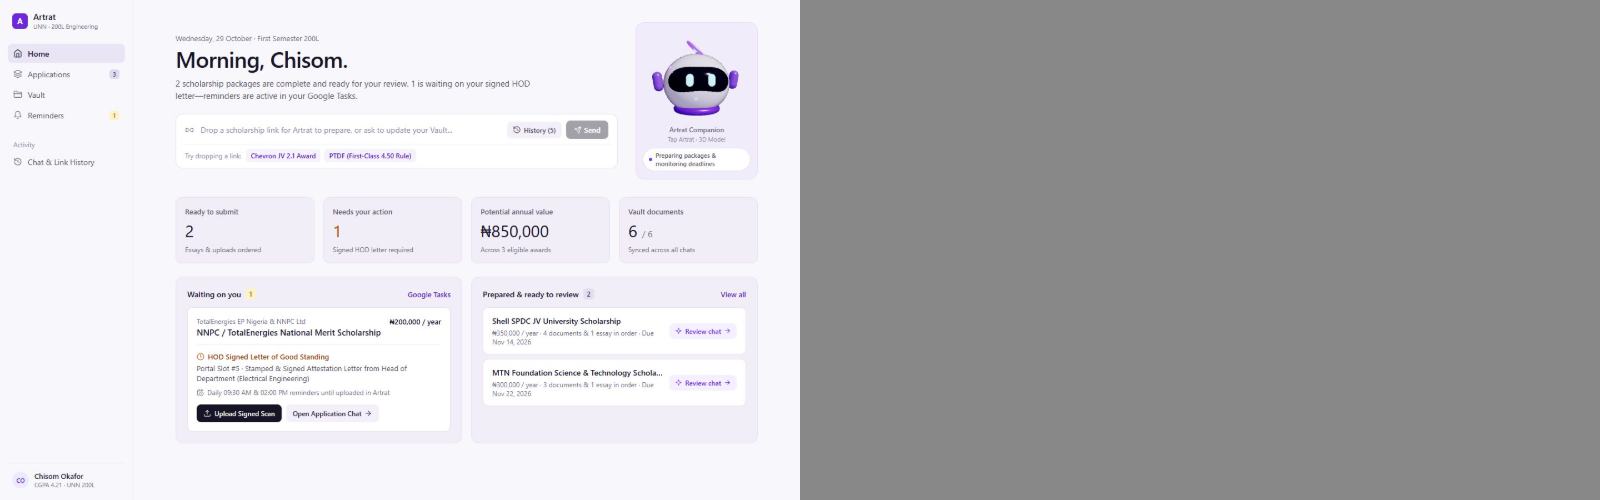 A
Artrat
UNN · 200L Engineering
Home
Applications
3
Vault
Reminders
1
Activity
Chat & Link History
CO
Chisom Okafor
CGPA 4.21 · UNN 200L
Wednesday, 29 October · First Semester 200L
Morning, Chisom.
2 scholarship packages are complete and ready for your review. 1 is waiting on your signed HOD
letter—reminders are active in your Google Tasks.
Drop a scholarship link for Artrat to prepare, or ask to update your Vault...
History (5)
Send
Try dropping a link:
Chevron JV 2.1 Award
PTDF (First-Class 4.50 Rule)
Artrat Companion
Tap Artrat · 3D Model
Preparing packages &
monitoring deadlines
Ready to submit
2
Essays & uploads ordered
Needs your action
1
Signed HOD letter required
Potential annual value
₦850,000
Across 3 eligible awards
Vault documents
6 / 6
Synced across all chats
Waiting on you 1
Google Tasks
TotalEnergies EP Nigeria & NNPC Ltd
₦200,000 / year
NNPC / TotalEnergies National Merit Scholarship
HOD Signed Letter of Good Standing
Portal Slot #5 · Stamped & Signed Attestation Letter from Head of
Department (Electrical Engineering)
Daily 09:30 AM & 02:00 PM reminders until uploaded in Artrat
Upload Signed Scan
Open Application Chat →
Prepared & ready to review 2
View all
Shell SPDC JV University Scholarship
₦350,000 / year · 4 documents & 1 essay in order · Due
Nov 14, 2026
Review chat →
MTN Foundation Science & Technology Schola...
₦300,000 / year · 3 documents & 1 essay in order · Due
Nov 22, 2026
Review chat →